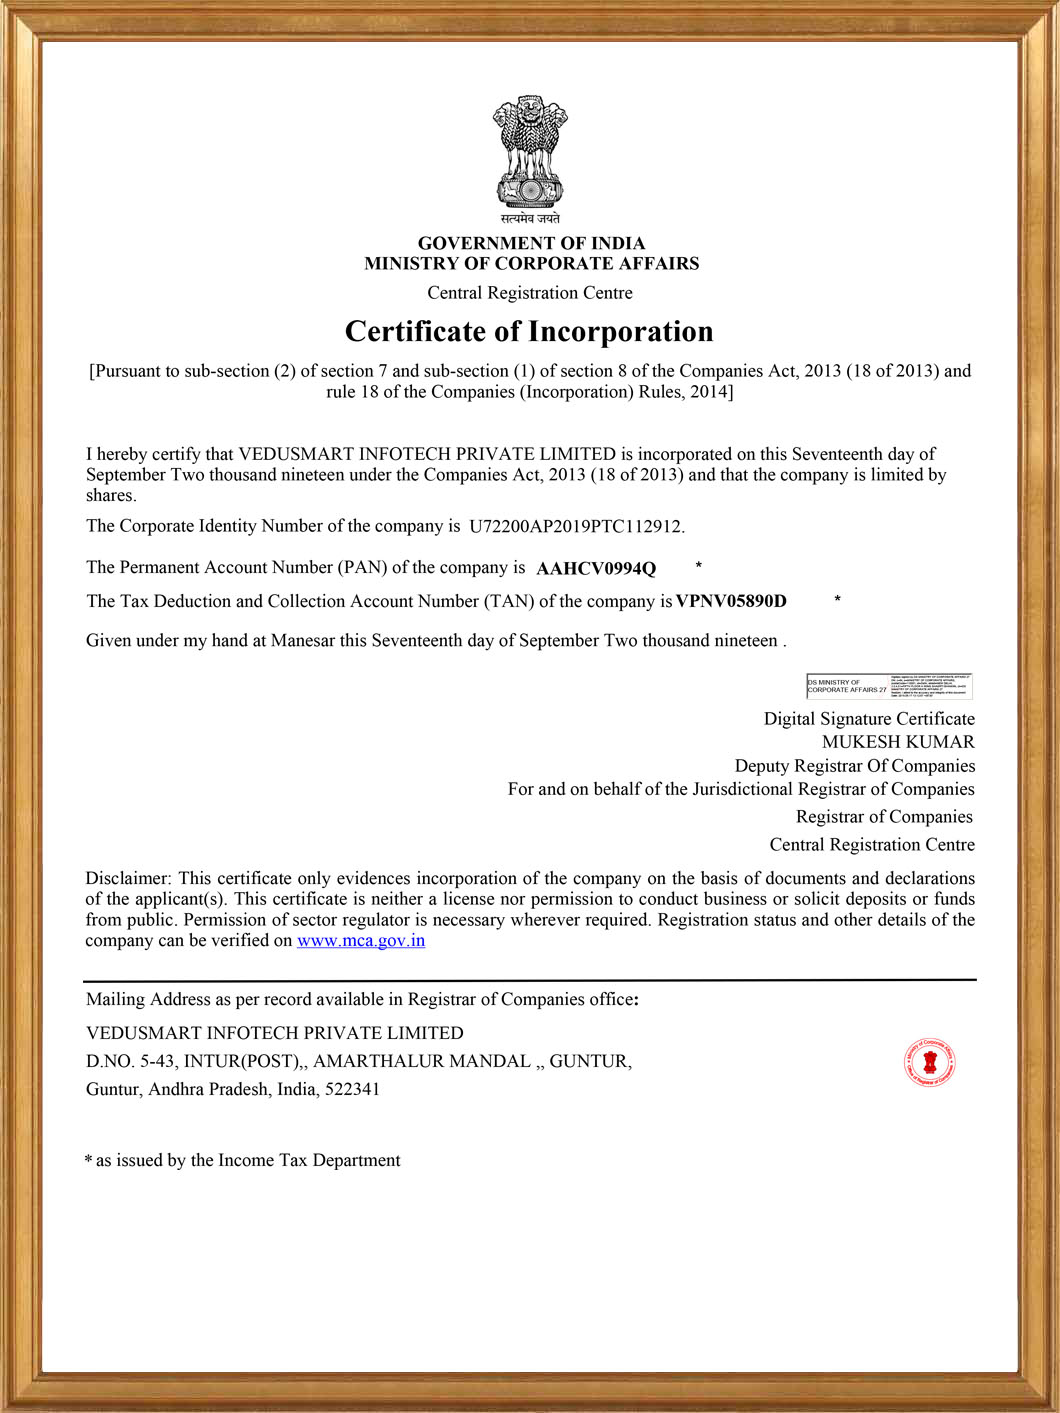 सत्यमेव जयते
GOVERNMENT OF INDIA
MINISTRY OF CORPORATE AFFAIRS
Central Registration Centre
Certificate of Incorporation
[Pursuant to sub-section (2) of section 7 and sub-section (1) of section 8 of the Companies Act, 2013 (18 of 2013) and
rule 18 of the Companies (Incorporation) Rules, 2014]
I hereby certify that VEDUSMART INFOTECH PRIVATE LIMITED is incorporated on this Seventeenth day of
September Two thousand nineteen under the Companies Act, 2013 (18 of 2013) and that the company is limited by
shares.
The Corporate Identity Number of the company is U72200AP2019PTC112912.
The Permanent Account Number (PAN) of the company is AAHCV0994Q *
The Tax Deduction and Collection Account Number (TAN) of the company is VPNV05890D *
Given under my hand at Manesar this Seventeenth day of September Two thousand nineteen .
DS MINISTRY OF
CORPORATE AFFAIRS 27
Digital Signature Certificate
MUKESH KUMAR
Deputy Registrar Of Companies
For and on behalf of the Jurisdictional Registrar of Companies
Registrar of Companies
Central Registration Centre
Disclaimer: This certificate only evidences incorporation of the company on the basis of documents and declarations
of the applicant(s). This certificate is neither a license nor permission to conduct business or solicit deposits or funds
from public. Permission of sector regulator is necessary wherever required. Registration status and other details of the
company can be verified on www.mca.gov.in
Mailing Address as per record available in Registrar of Companies office:
VEDUSMART INFOTECH PRIVATE LIMITED
D.NO. 5-43, INTUR(POST),, AMARTHALUR MANDAL ,, GUNTUR,
Guntur, Andhra Pradesh, India, 522341
Ministry of Corporate Affairs
Office of Registrar of Companies
* as issued by the Income Tax Department